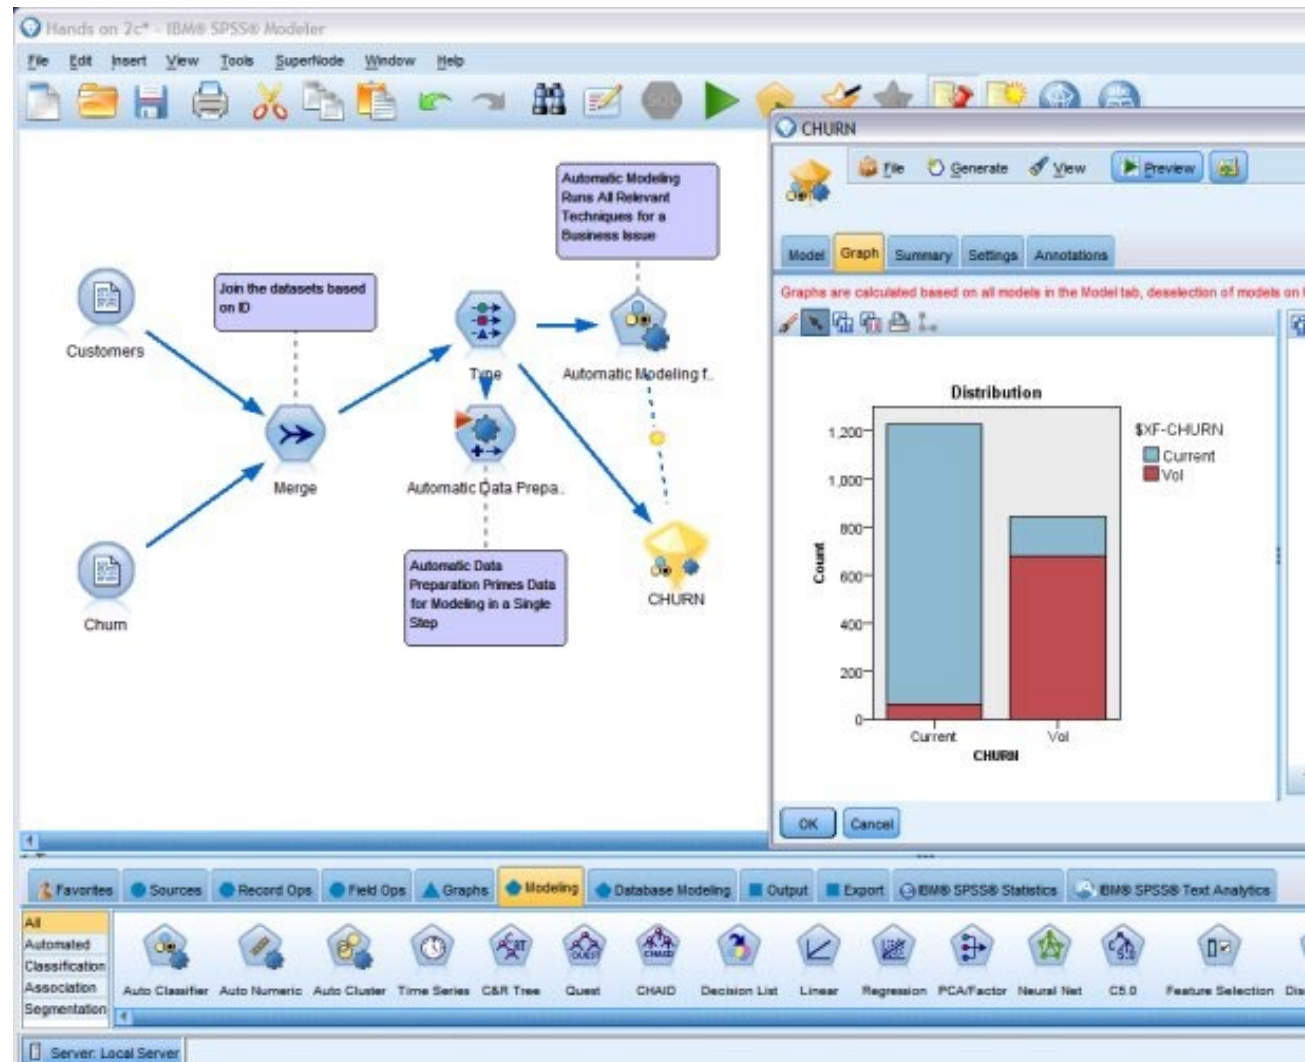 Hands on 2c* - IBM® SPSS® Modeler
File Edit Insert View Tools SuperNode Window Help
CHURN
File Generate View Preview
Model Graph Summary Settings Annotations
Graphs are calculated based on all models in the Model tab, deselection of models on
Automatic Modeling
Runs All Relevant
Techniques for a
Business Issue
Join the datasets based
on ID
Customers
Type
Automatic Modeling f..
Merge
Automatic Data Prepa..
Automatic Data
Preparation Primes Data
for Modeling in a Single
Step
CHURN
Churn
Distribution
1,200
1,000
800
600
400
200
0
Count
Current
Vol
CHURN
$XF-CHURN
Current
Vol
OK Cancel
Favorites Sources Record Ops Field Ops Graphs Modeling Database Modeling Output Export IBM® SPSS® Statistics IBM® SPSS® Text Analytics
All
Automated
Classification
Association
Segmentation
SQL
C&RT
QUEST
CHAID
C5.0
Auto Classifier Auto Numeric Auto Cluster Time Series C&R Tree Quest CHAID Decision List Linear Regression PCA/Factor Neural Net C5.0 Feature Selection Dis
Server: Local Server